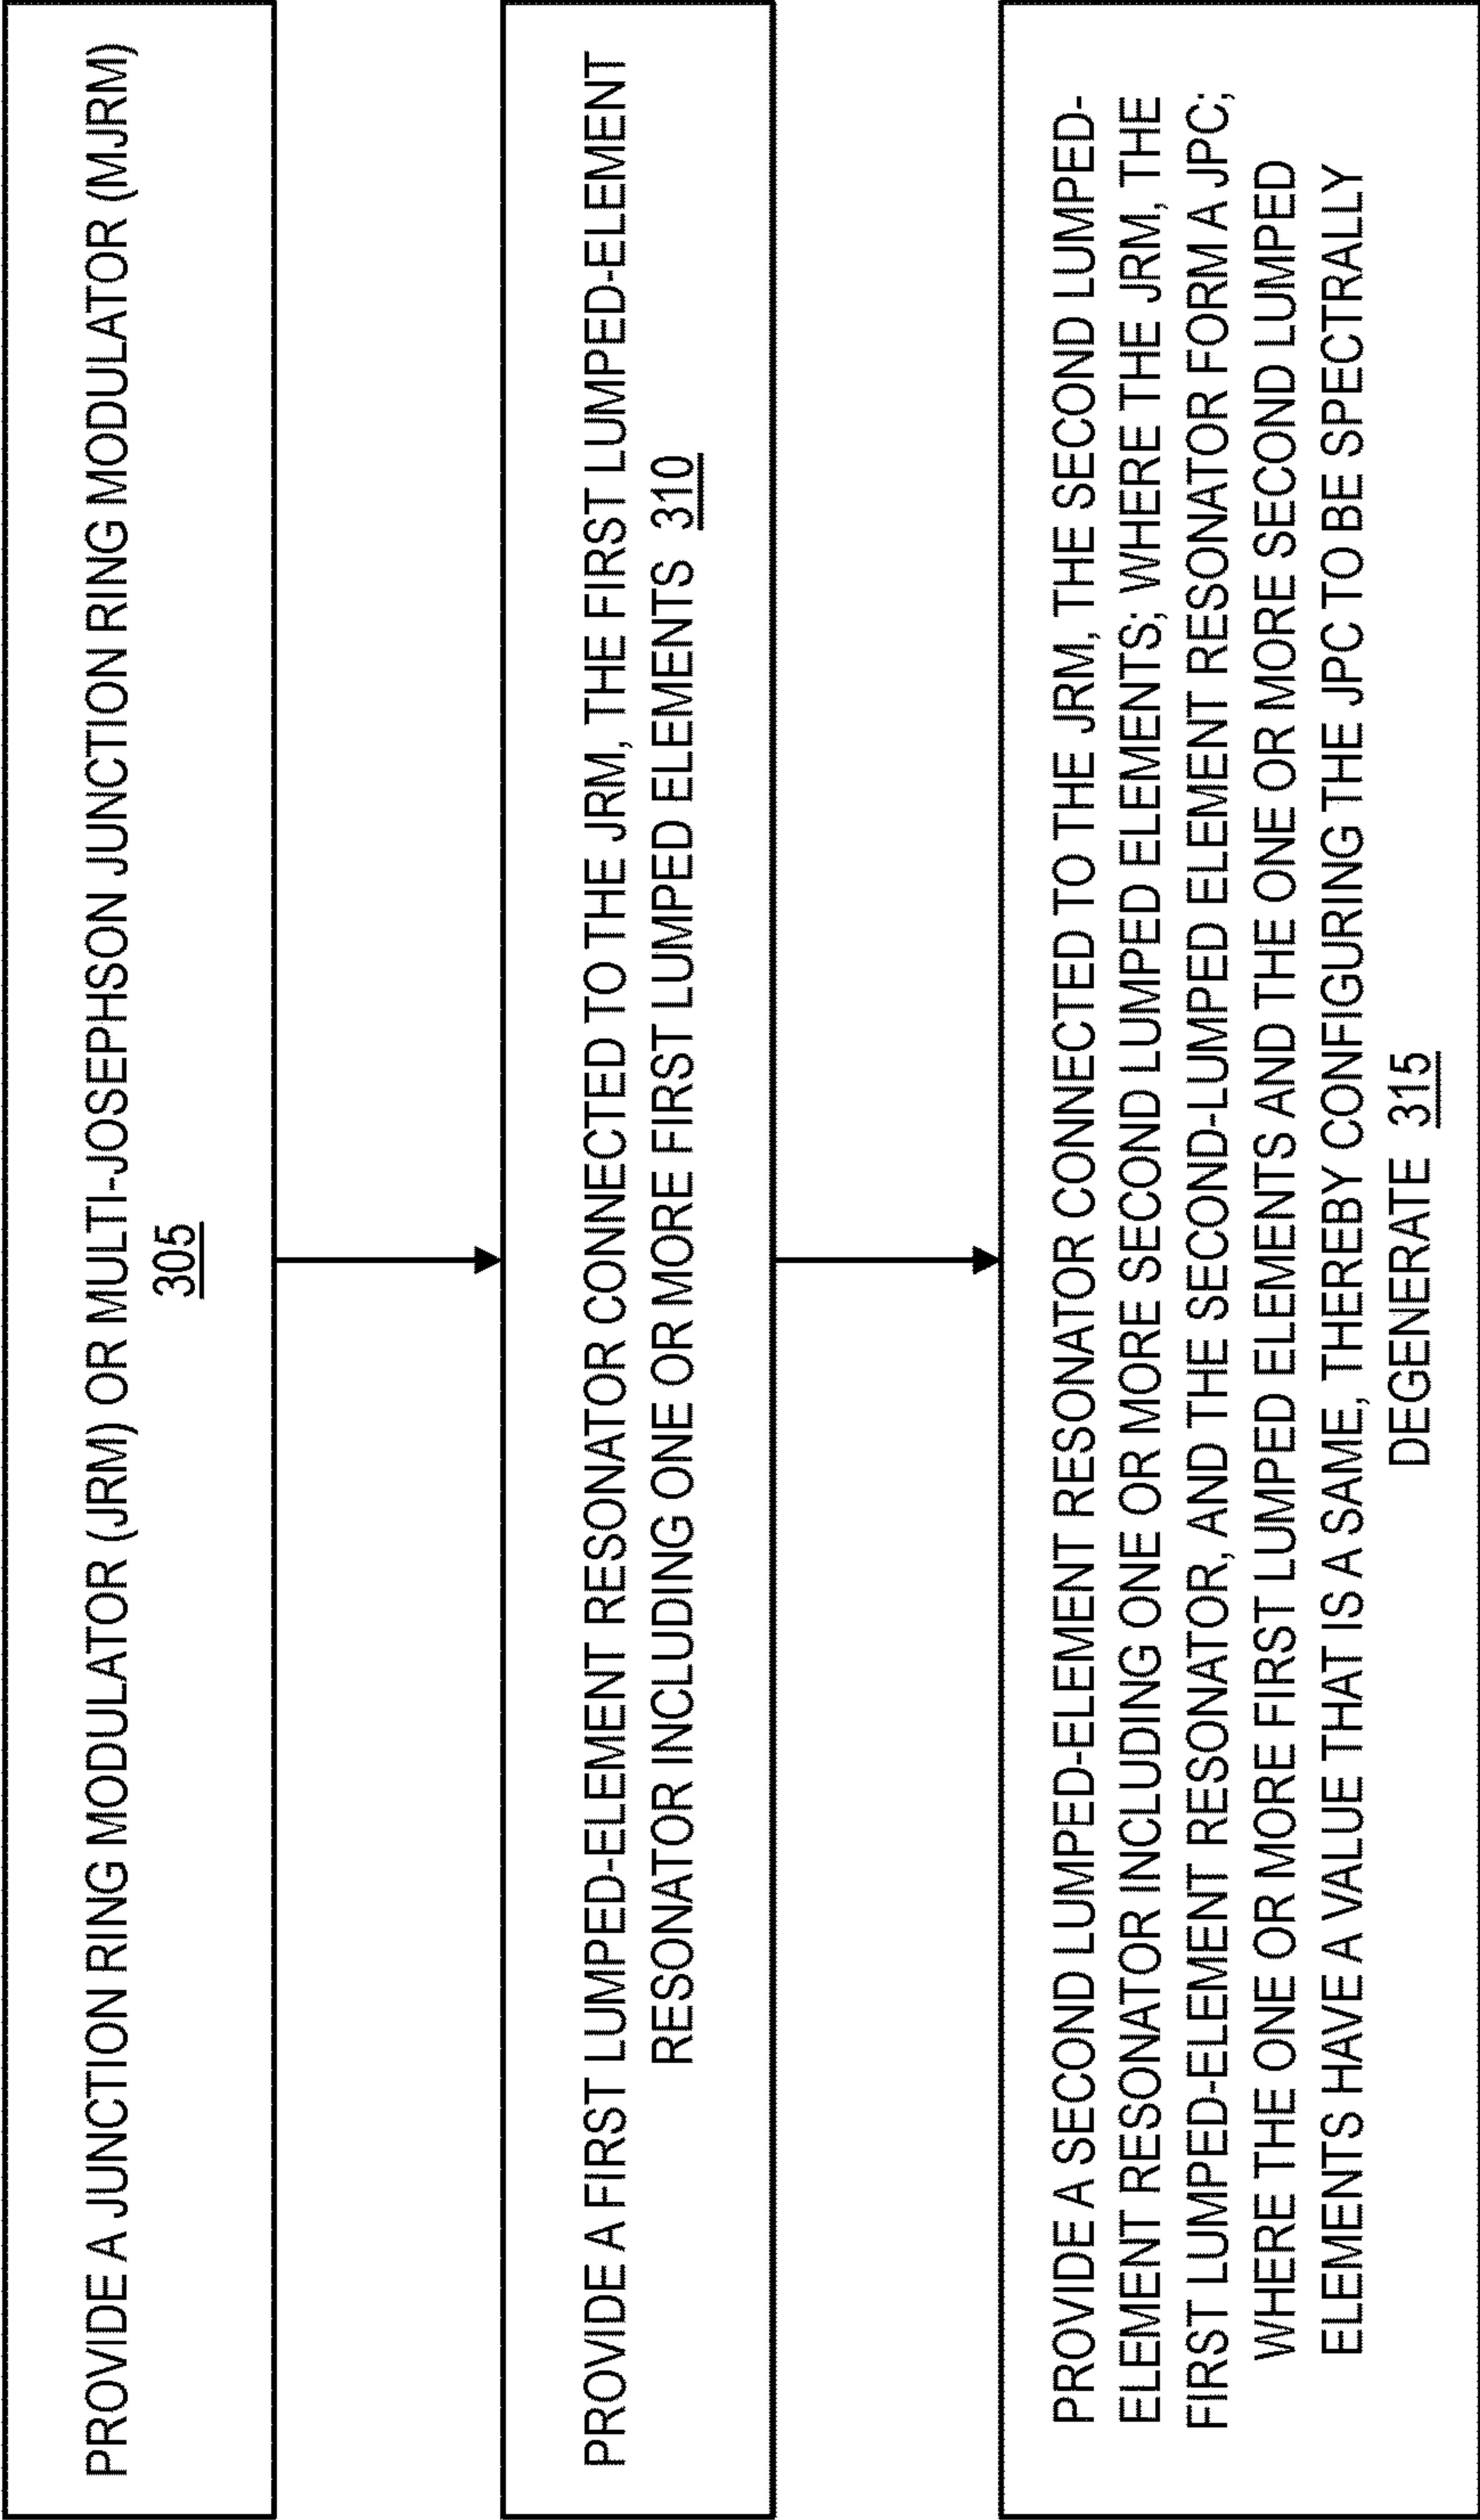 PROVIDE A JUNCTION RING MODULATOR (JRM) OR MULTI-JOSEPHSON JUNCTION RING MODULATOR (MJRM)
305
PROVIDE A FIRST LUMPED-ELEMENT RESONATOR CONNECTED TO THE JRM, THE FIRST LUMPED-ELEMENT
RESONATOR INCLUDING ONE OR MORE FIRST LUMPED ELEMENTS 310
PROVIDE A SECOND LUMPED-ELEMENT RESONATOR CONNECTED TO THE JRM, THE SECOND LUMPED-
ELEMENT RESONATOR INCLUDING ONE OR MORE SECOND LUMPED ELEMENTS; WHERE THE JRM, THE
FIRST LUMPED-ELEMENT RESONATOR, AND THE SECOND-LUMPED ELEMENT RESONATOR FORM A JPC;
WHERE THE ONE OR MORE FIRST LUMPED ELEMENTS AND THE ONE OR MORE SECOND LUMPED
ELEMENTS HAVE A VALUE THAT IS A SAME, THEREBY CONFIGURING THE JPC TO BE SPECTRALLY
DEGENERATE 315